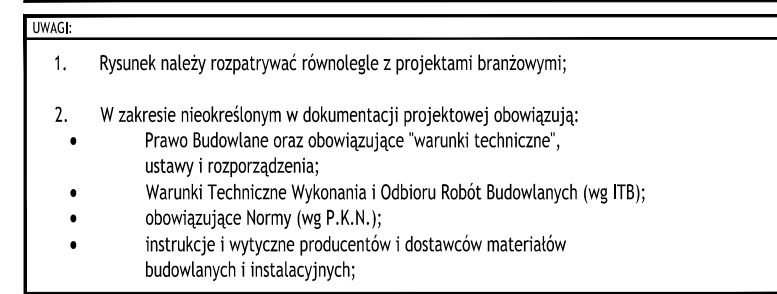 UWAGI:
1. Rysunek należy rozpatrywać równolegle z projektami branżowymi;
2. W zakresie nieokreślonym w dokumentacji projektowej obowiązują:
• Prawo Budowlane oraz obowiązujące "warunki techniczne",
ustawy i rozporządzenia;
• Warunki Techniczne Wykonania i Odbioru Robót Budowlanych (wg ITB);
• obowiązujące Normy (wg P.K.N.);
• instrukcje i wytyczne producentów i dostawców materiałów
budowlanych i instalacyjnych;